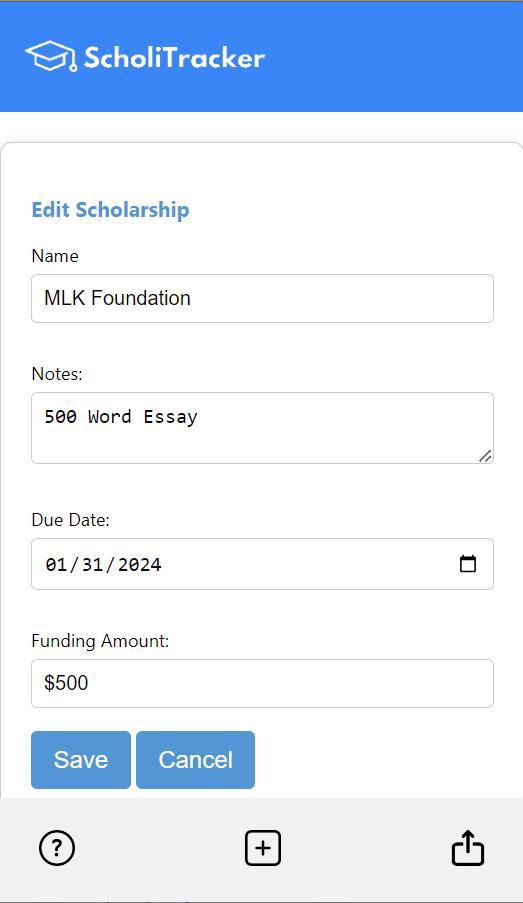 ScholiTracker
Edit Scholarship
Name
MLK Foundation
Notes:
500 Word Essay
Due Date:
01/31/2024
Funding Amount:
$500
Save Cancel
?